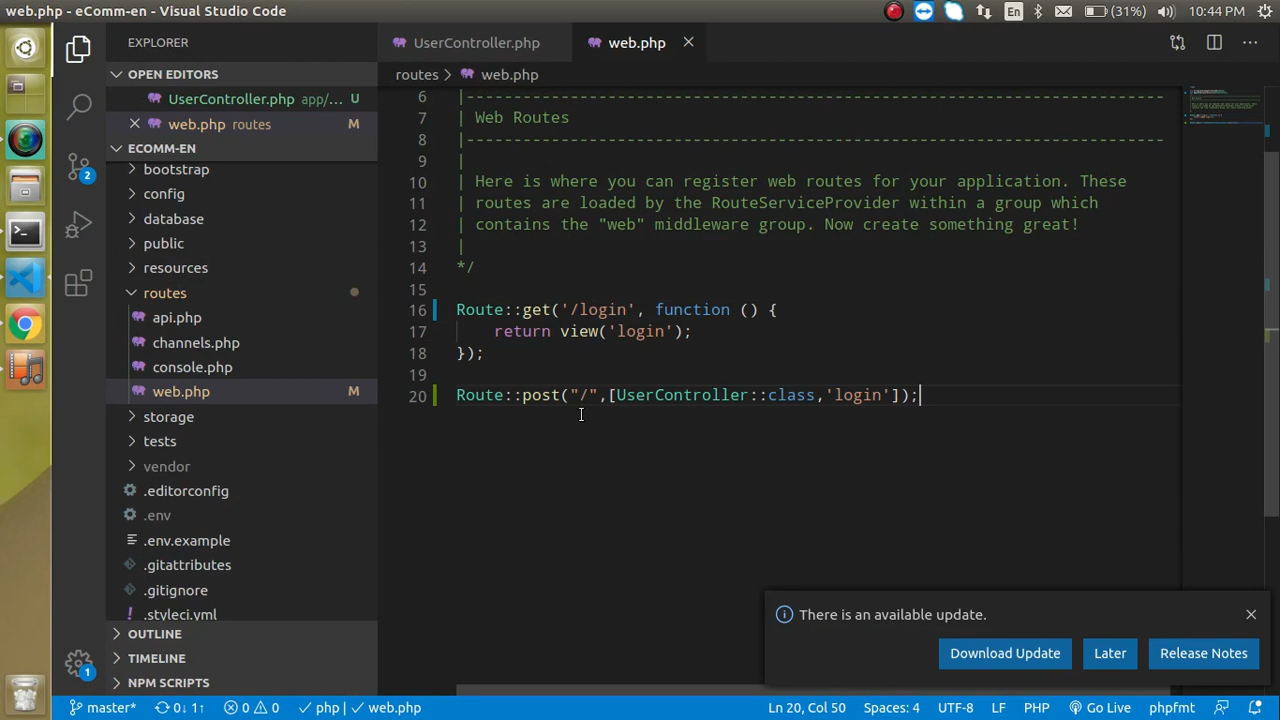 web.php - eComm-en - Visual Studio Code
En (31%) 10:44 PM
EXPLORER
UserController.php
web.php
OPEN EDITORS
routes > web.php
UserController.php app/... U
web.php routes M
ECOMM-EN
bootstrap
config
database
public
resources
routes
api.php
channels.php
console.php
web.php M
storage
tests
vendor
.editorconfig
.env
.env.example
.gitattributes
.gitignore
.styleci.yml
OUTLINE
TIMELINE
NPM SCRIPTS
2
1
6 |--------------------------------------------------------------------------
7 | Web Routes
8 |--------------------------------------------------------------------------
9 |
10 | Here is where you can register web routes for your application. These
11 | routes are loaded by the RouteServiceProvider within a group which
12 | contains the "web" middleware group. Now create something great!
13 |
14 */
15
16 Route::get('/login', function () {
17 return view('login');
18 });
19
20 Route::post("/",[UserController::class,'login']);
There is an available update.
Download Update Later Release Notes
master* 0↓ 1↑ 0 0 php | web.php Ln 20, Col 50 Spaces: 4 UTF-8 LF PHP Go Live phpfmt